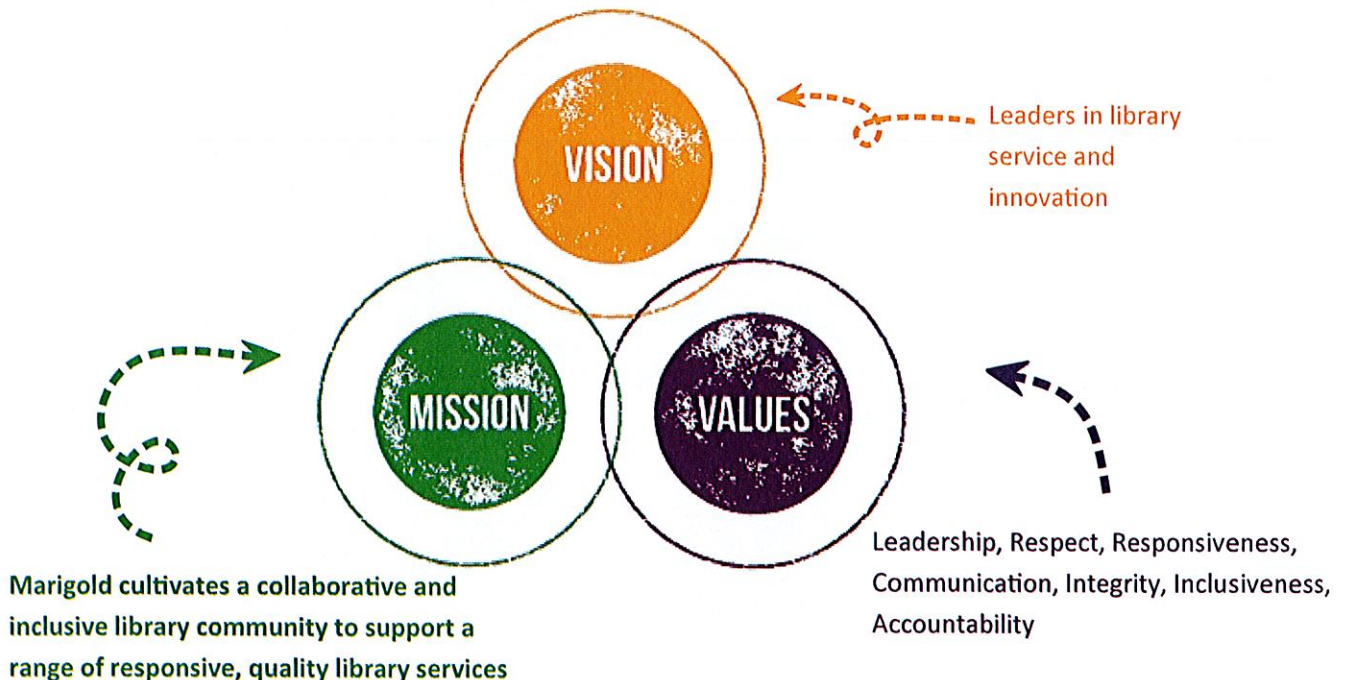 VISION
Leaders in library
service and
innovation
MISSION
VALUES
Marigold cultivates a collaborative and
inclusive library community to support a
range of responsive, quality library services
Leadership, Respect, Responsiveness,
Communication, Integrity, Inclusiveness,
Accountability